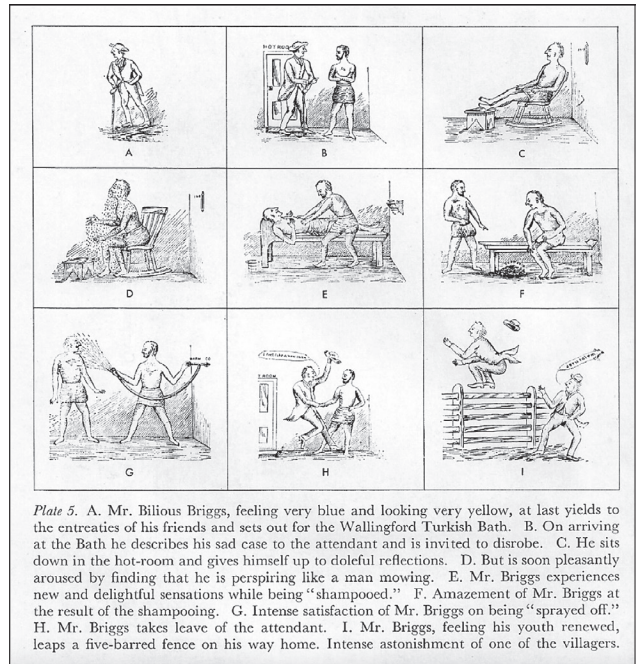 HOT ROO
A
B
C
D
E
F
G
H
I
Plate 5. A. Mr. Bilious Briggs, feeling very blue and looking very yellow, at last yields to
the entreaties of his friends and sets out for the Wallingford Turkish Bath. B. On arriving
at the Bath he describes his sad case to the attendant and is invited to disrobe. C. He sits
down in the hot-room and gives himself up to doleful reflections. D. But is soon pleasantly
aroused by finding that he is perspiring like a man mowing. E. Mr. Briggs experiences
new and delightful sensations while being “shampooed.” F. Amazement of Mr. Briggs at
the result of the shampooing. G. Intense satisfaction of Mr. Briggs on being “sprayed off.”
H. Mr. Briggs takes leave of the attendant. I. Mr. Briggs, feeling his youth renewed,
leaps a five-barred fence on his way home. Intense astonishment of one of the villagers.